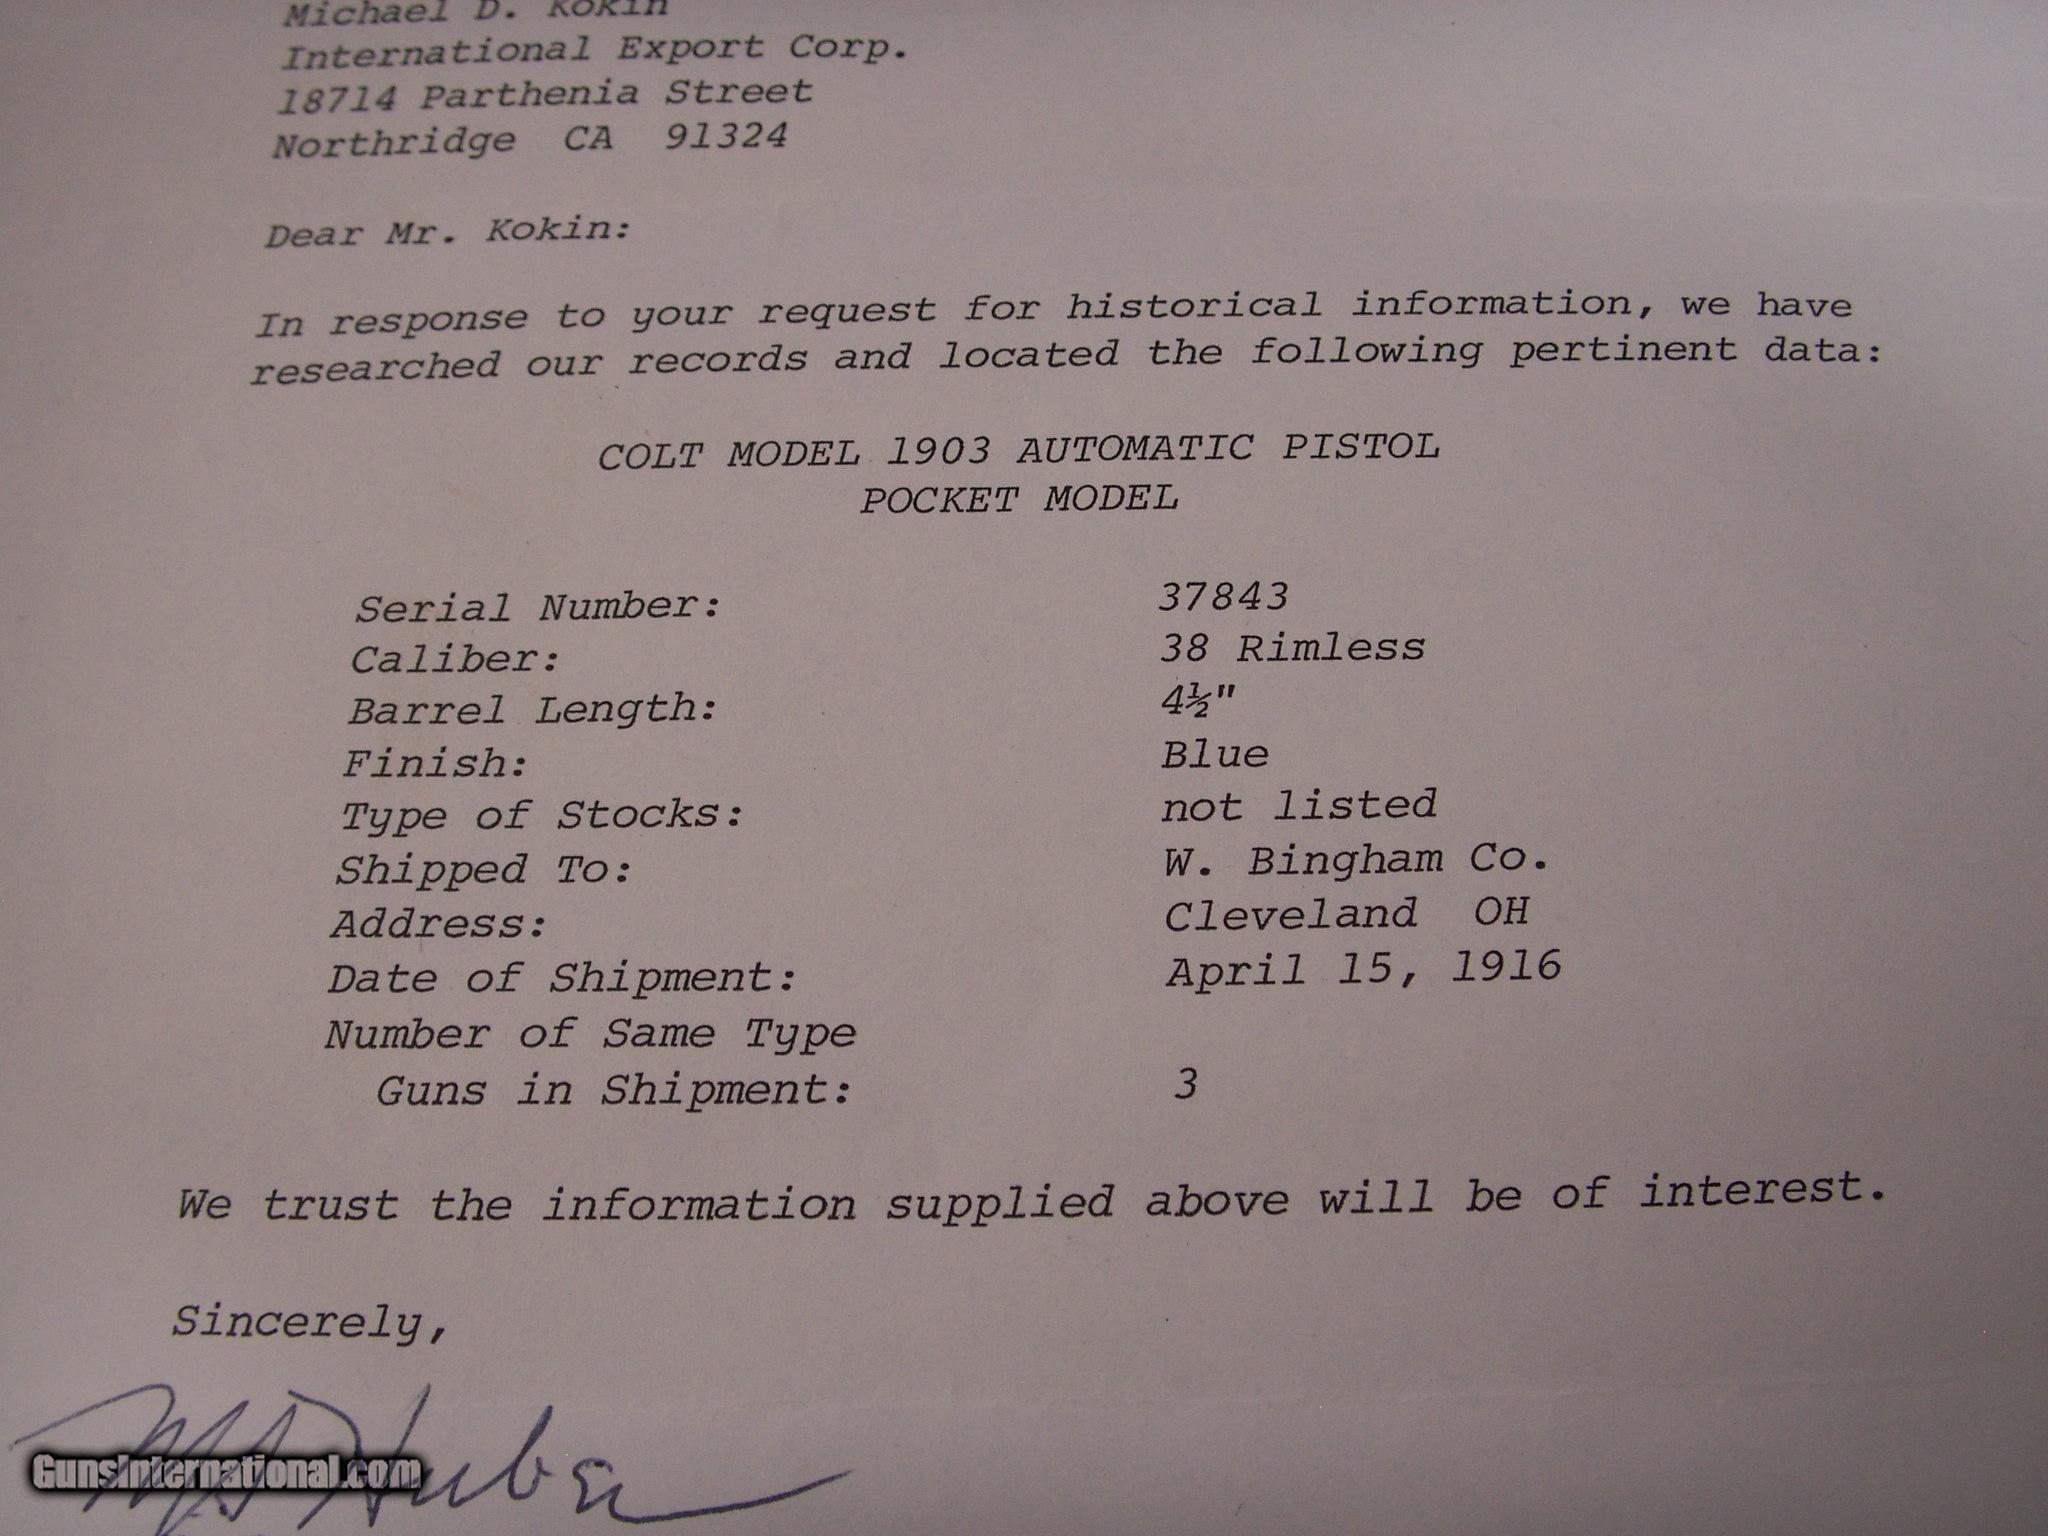 Michael D. Kokin
International Export Corp.
18714 Parthenia Street
Northridge CA 91324
Dear Mr. Kokin:
In response to your request for historical information, we have
researched our records and located the following pertinent data:
COLT MODEL 1903 AUTOMATIC PISTOL
POCKET MODEL
Serial Number: 37843
Caliber: 38 Rimless
Barrel Length: 4½"
Finish: Blue
Type of Stocks: not listed
Shipped To: W. Bingham Co.
Address: Cleveland OH
Date of Shipment: April 15, 1916
Number of Same Type
Guns in Shipment: 3
We trust the information supplied above will be of interest.
Sincerely,
GunsInternational.com